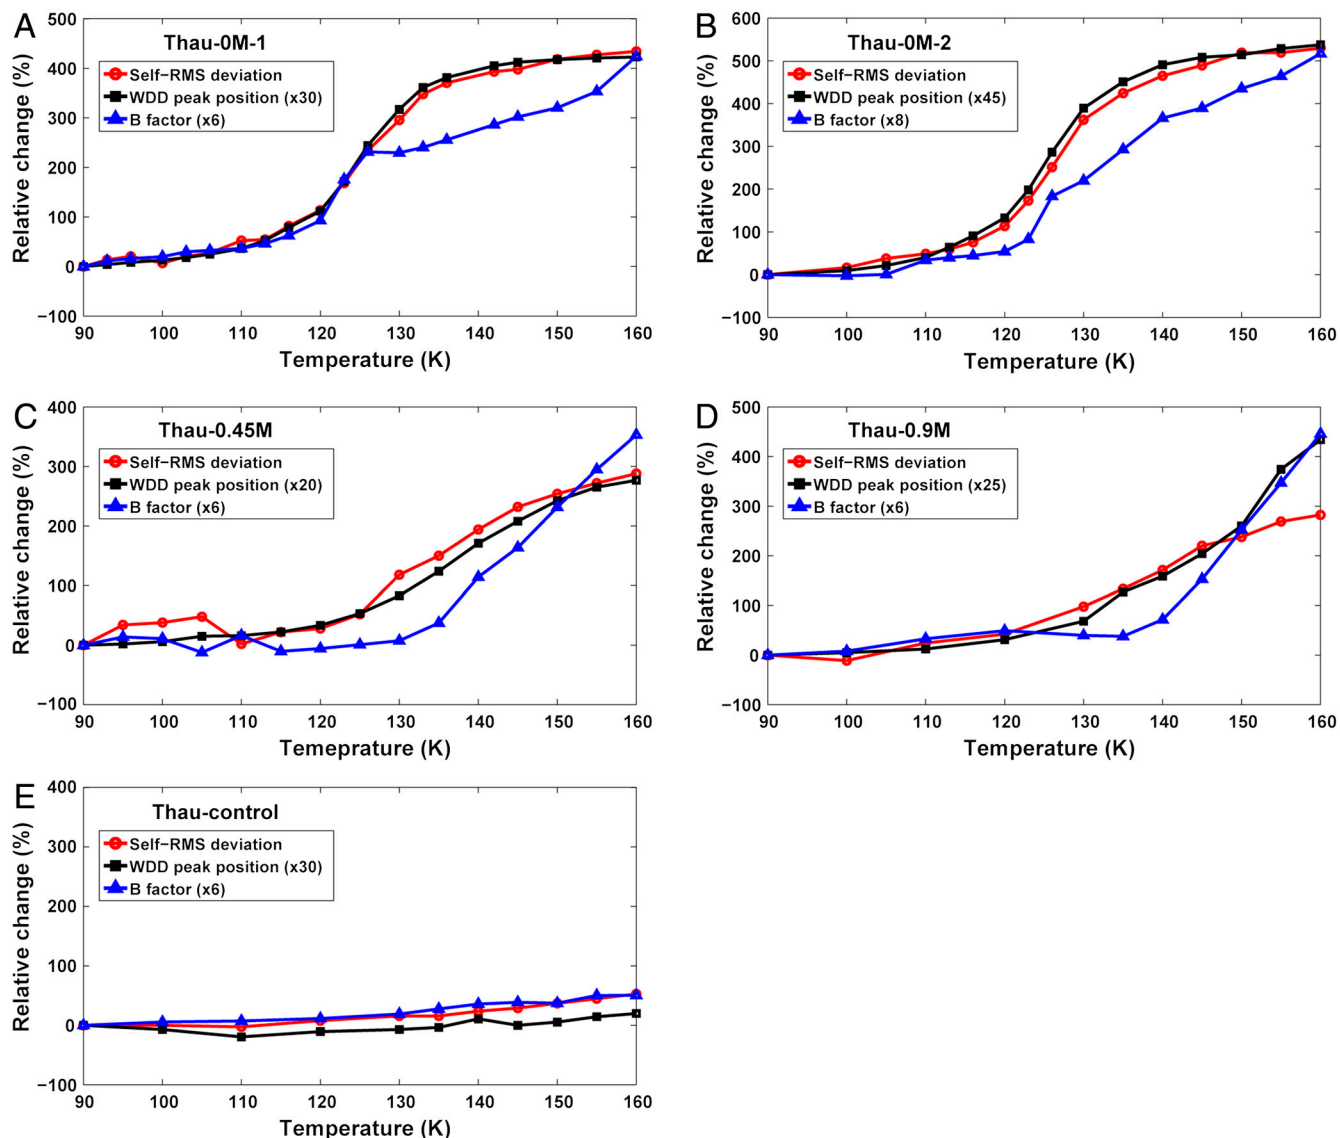 A
Thau-0M-1
Self-RMS deviation
WDD peak position (x30)
B factor (x6)
Relative change (%)
500
400
300
200
100
0
-100
90 100 110 120 130 140 150 160
Temperature (K)
B
Thau-0M-2
Self-RMS deviation
WDD peak position (x45)
B factor (x8)
Relative change (%)
600
500
400
300
200
100
0
-100
90 100 110 120 130 140 150 160
Temperature (K)
C
Thau-0.45M
Self-RMS deviation
WDD peak position (x20)
B factor (x6)
Relative change (%)
400
300
200
100
0
-100
90 100 110 120 130 140 150 160
Temeprature (K)
D
Thau-0.9M
Self-RMS deviation
WDD peak position (x25)
B factor (x6)
Relative change (%)
500
400
300
200
100
0
-100
90 100 110 120 130 140 150 160
Temperature (K)
E
Thau-control
Self-RMS deviation
WDD peak position (x30)
B factor (x6)
Relative change (%)
400
300
200
100
0
-100
90 100 110 120 130 140 150 160
Temperature (K)